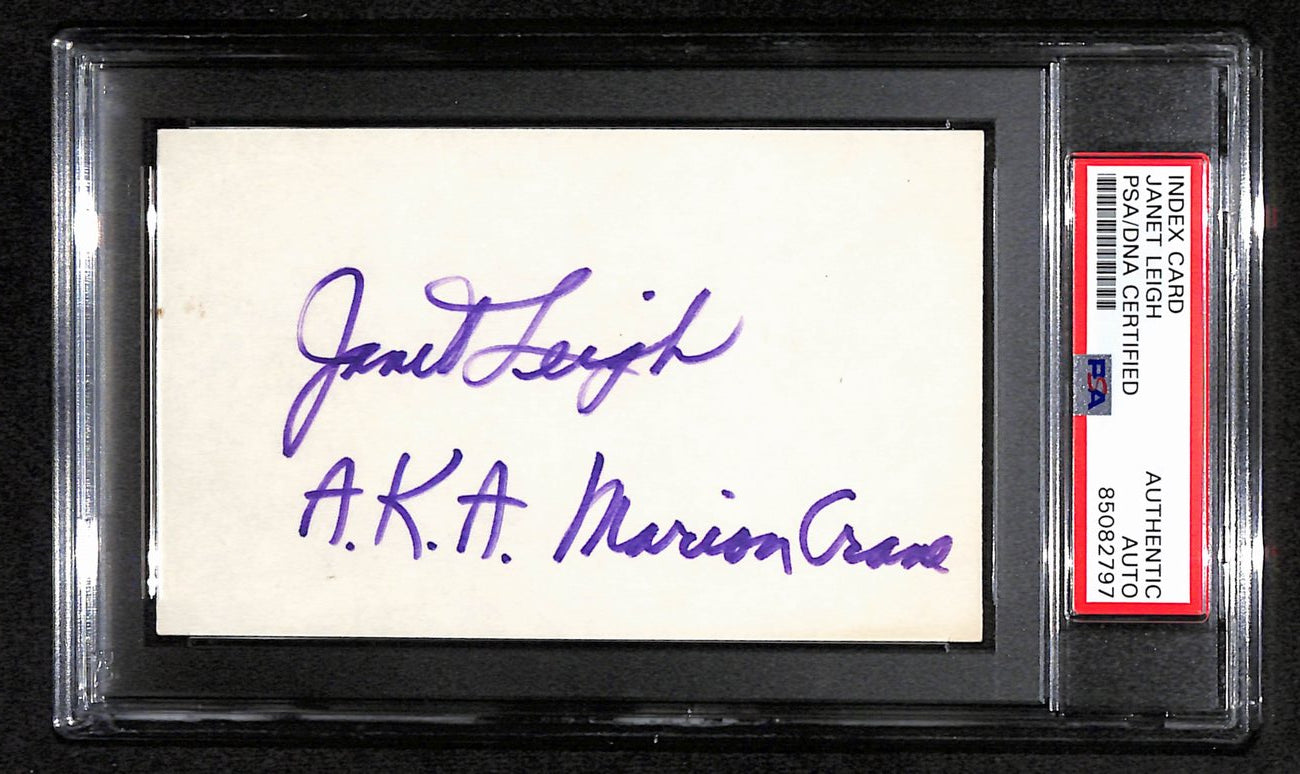 Janet Leigh
A.K.A. Marion Crane
INDEX CARD
JANET LEIGH
PSA/DNA CERTIFIED
PSA
AUTHENTIC
AUTO
85082797